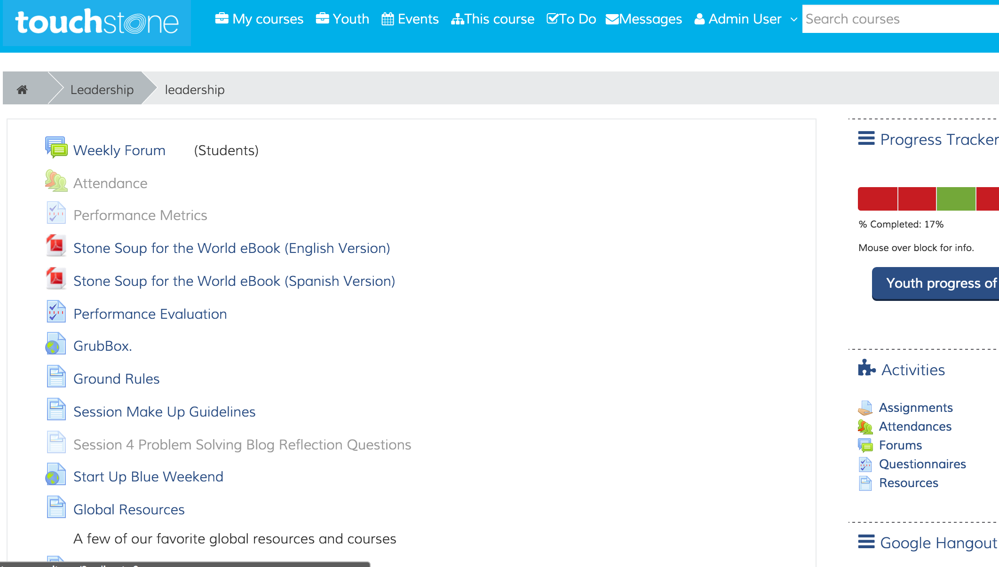 touchstone
My courses Youth Events This course To Do Messages Admin User Search courses
Leadership leadership
Weekly Forum (Students)
Attendance
Performance Metrics
Stone Soup for the World eBook (English Version)
Stone Soup for the World eBook (Spanish Version)
Performance Evaluation
GrubBox.
Ground Rules
Session Make Up Guidelines
Session 4 Problem Solving Blog Reflection Questions
Start Up Blue Weekend
Global Resources
A few of our favorite global resources and courses
Progress Tracker
% Completed: 17%
Mouse over block for info.
Youth progress of
Activities
Assignments
Attendances
Forums
Questionnaires
Resources
Google Hangout